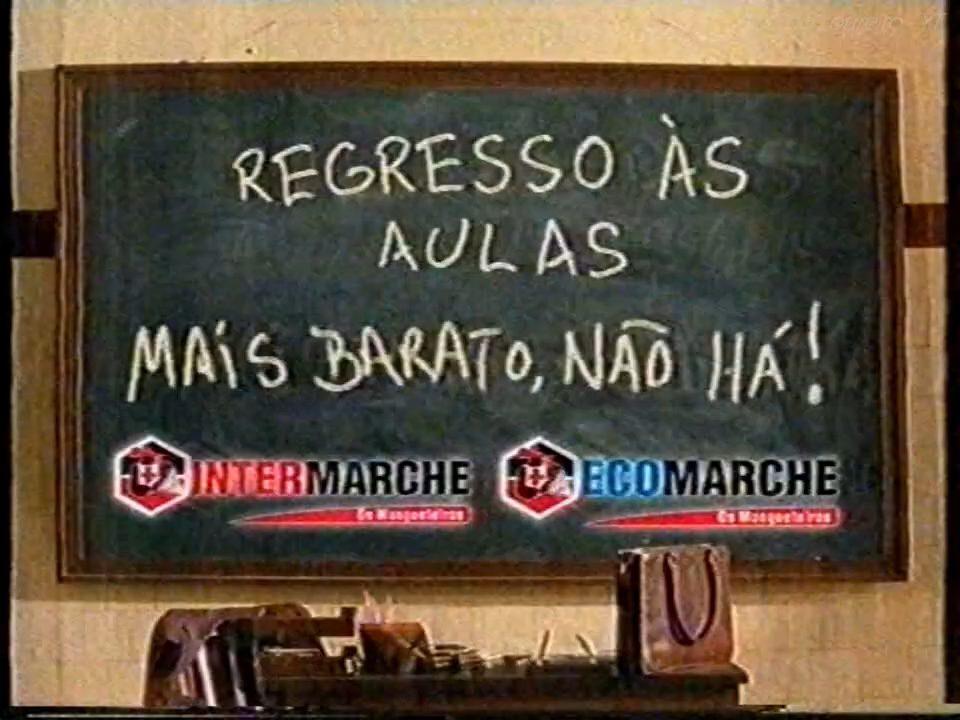 REGRESSO ÀS
AULAS
MAIS BARATO, NÃO HÁ!
INTERMARCHE
Os Mosqueteiros
ECOMARCHE
Os Mosqueteiros